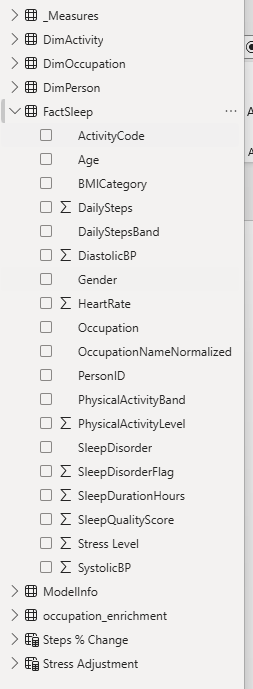 _Measures
DimActivity
DimOccupation
DimPerson
FactSleep
ActivityCode
Age
BMICategory
DailySteps
DailyStepsBand
DiastolicBP
Gender
HeartRate
Occupation
OccupationNameNormalized
PersonID
PhysicalActivityBand
PhysicalActivityLevel
SleepDisorder
SleepDisorderFlag
SleepDurationHours
SleepQualityScore
Stress Level
SystolicBP
ModelInfo
occupation_enrichment
Steps % Change
Stress Adjustment